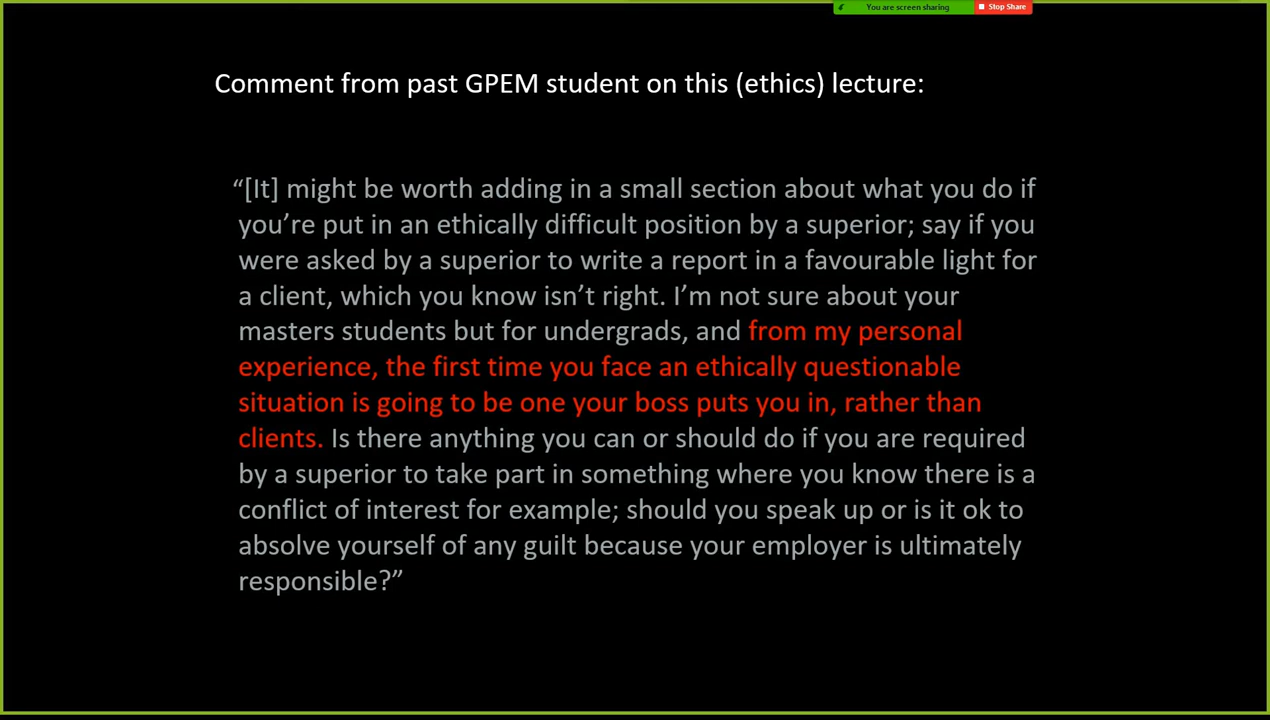 You are screen sharing
Stop Share
Comment from past GPEM student on this (ethics) lecture:
“[It] might be worth adding in a small section about what you do if
you’re put in an ethically difficult position by a superior; say if you
were asked by a superior to write a report in a favourable light for
a client, which you know isn’t right. I’m not sure about your
masters students but for undergrads, and from my personal
experience, the first time you face an ethically questionable
situation is going to be one your boss puts you in, rather than
clients. Is there anything you can or should do if you are required
by a superior to take part in something where you know there is a
conflict of interest for example; should you speak up or is it ok to
absolve yourself of any guilt because your employer is ultimately
responsible?”